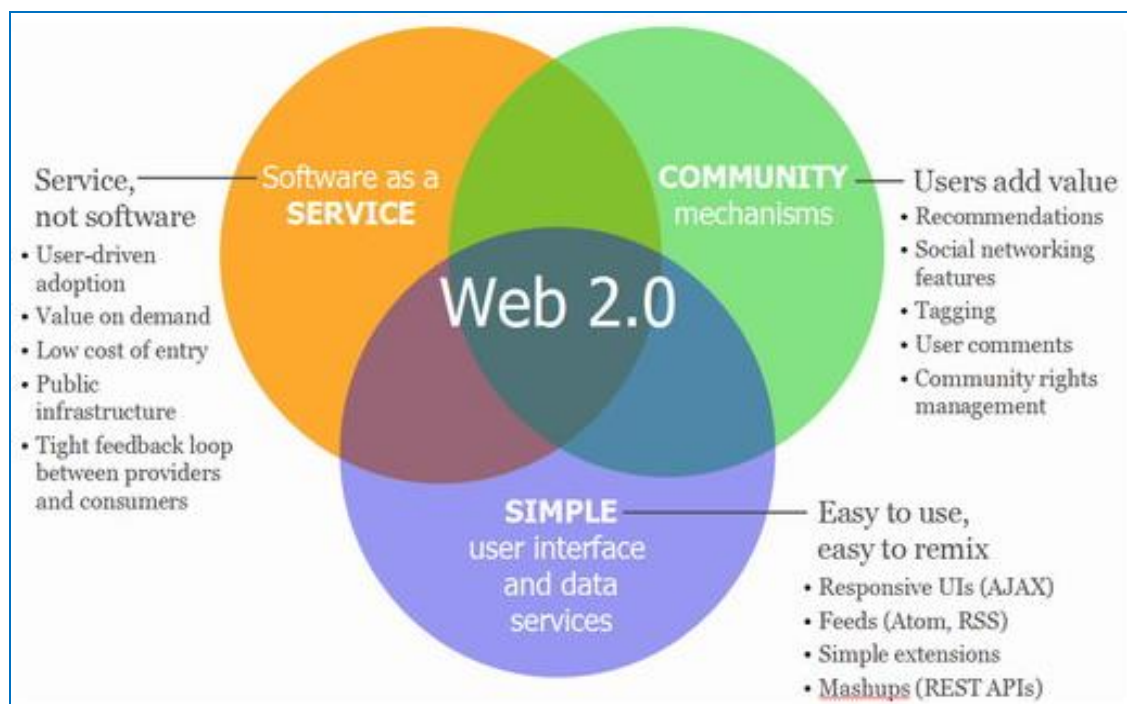 Service,
not software
• User-driven
adoption
• Value on demand
• Low cost of entry
• Public
infrastructure
• Tight feedback loop
between providers
and consumers
Software as a
SERVICE
COMMUNITY
mechanisms
Users add value
• Recommendations
• Social networking
features
• Tagging
• User comments
• Community rights
management
Web 2.0
SIMPLE
user interface
and data
services
Easy to use,
easy to remix
• Responsive UIs (AJAX)
• Feeds (Atom, RSS)
• Simple extensions
• Mashups (REST APIs)